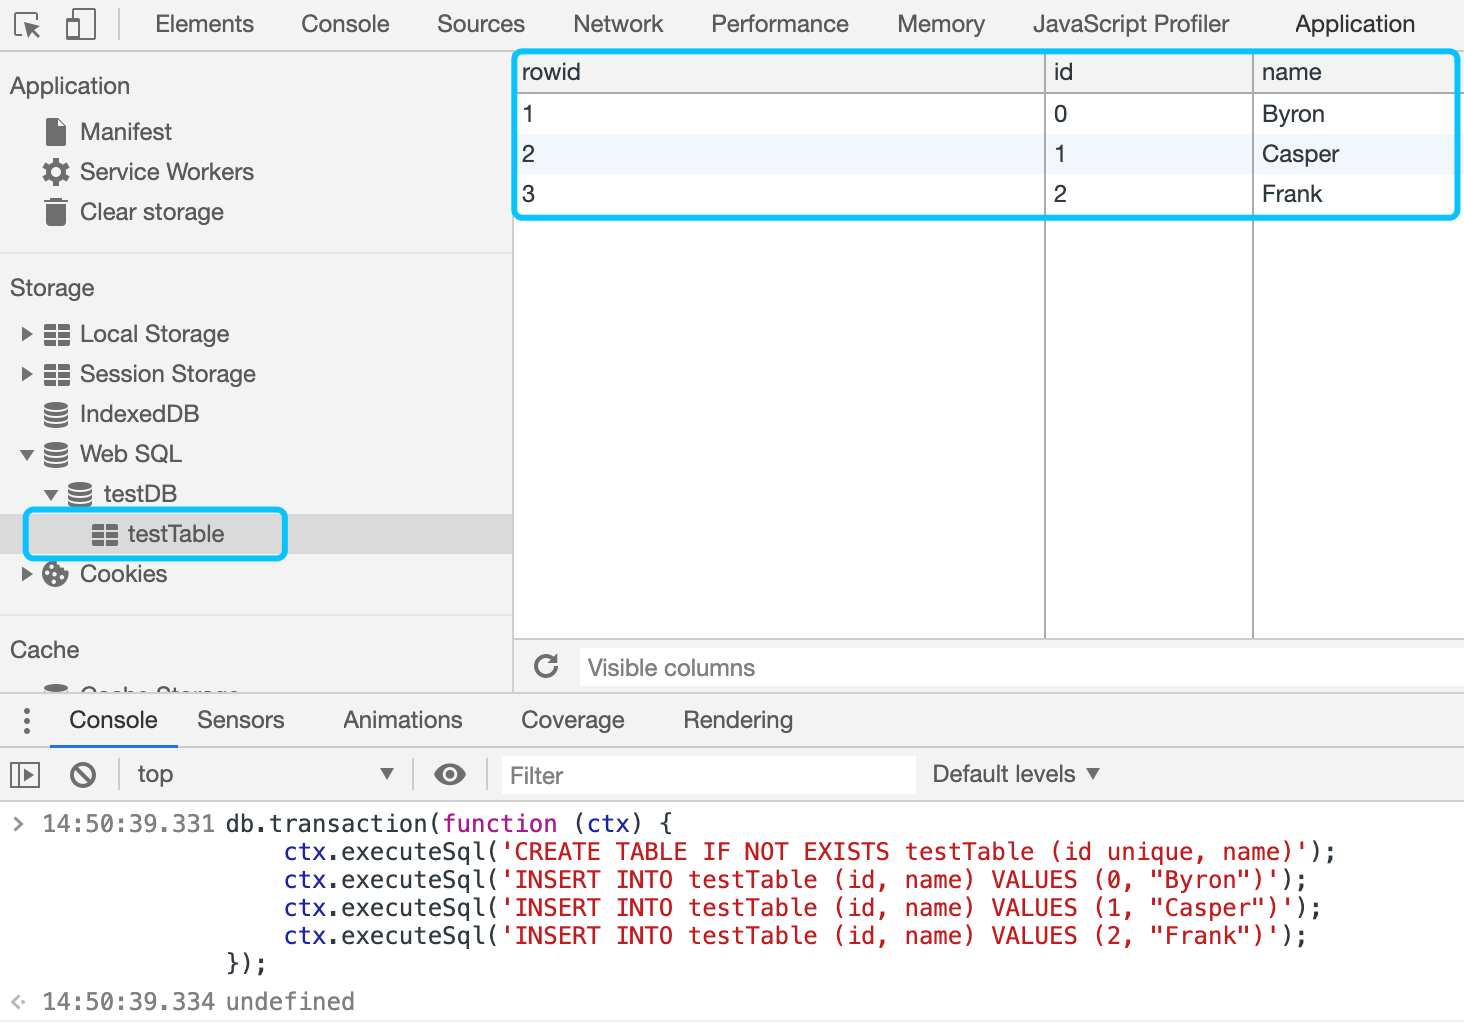 Elements Console Sources Network Performance Memory JavaScript Profiler Application
Application
Manifest
Service Workers
Clear storage
Storage
Local Storage
Session Storage
IndexedDB
Web SQL
testDB
testTable
Cookies
Cache
Cache Storage
rowid id name
1 0 Byron
2 1 Casper
3 2 Frank
Visible columns
Console Sensors Animations Coverage Rendering
top Filter Default levels
14:50:39.331 db.transaction(function (ctx) {
ctx.executeSql('CREATE TABLE IF NOT EXISTS testTable (id unique, name)');
ctx.executeSql('INSERT INTO testTable (id, name) VALUES (0, "Byron")');
ctx.executeSql('INSERT INTO testTable (id, name) VALUES (1, "Casper")');
ctx.executeSql('INSERT INTO testTable (id, name) VALUES (2, "Frank")');
});
14:50:39.334 undefined